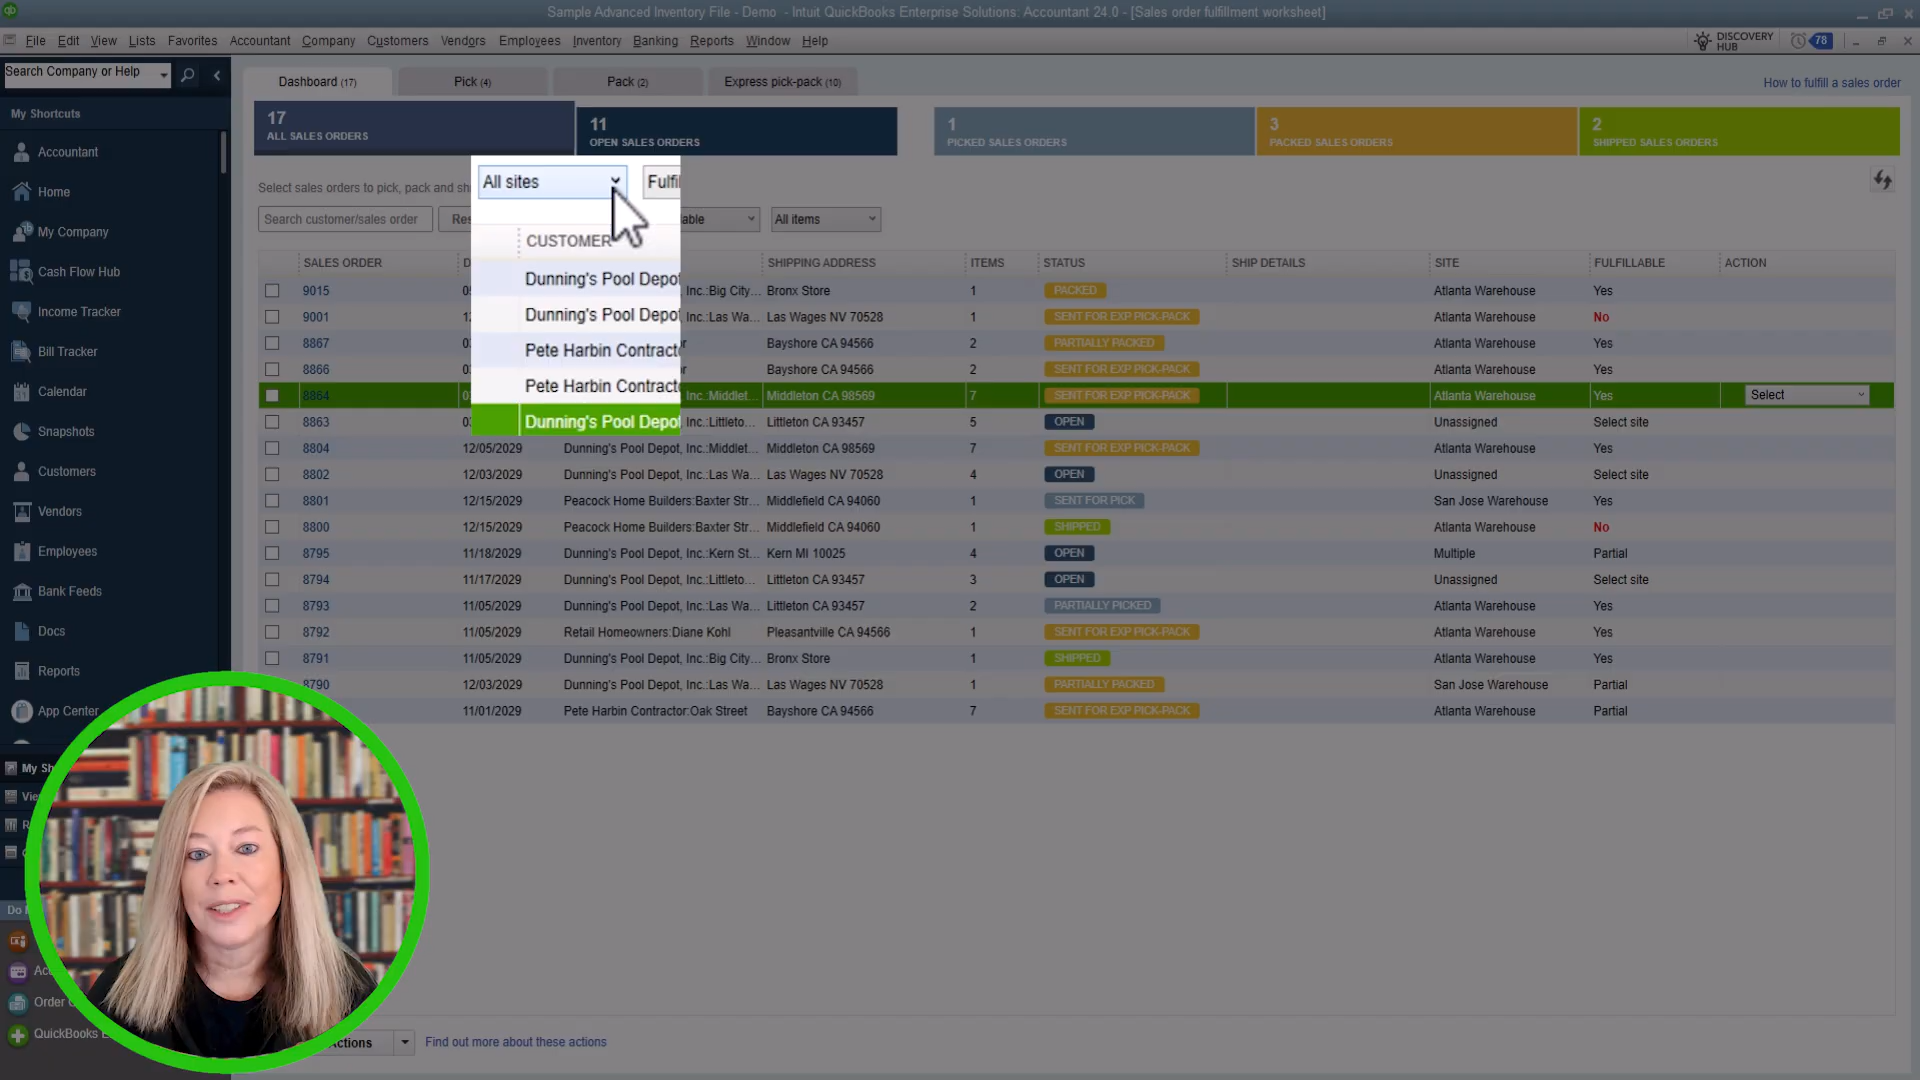 Sample Advanced Inventory File - Demo - Intuit QuickBooks Enterprise Solutions: Accountant 24.0 - [Sales order fulfillment worksheet]
File Edit View Lists Favorites Accountant Company Customers Vendors Employees Inventory Banking Reports Window Help
DISCOVERY HUB 78
Search Company or Help
My Shortcuts
Accountant
Home
My Company
Cash Flow Hub
Income Tracker
Bill Tracker
Calendar
Snapshots
Customers
Vendors
Employees
Bank Feeds
Docs
Reports
App Center
My Sh
Vie
Do
Order
QuickBooks E
Dashboard (17) Pick (4) Pack (2) Express pick-pack (10) How to fulfill a sales order
17 11 1 3 2
ALL SALES ORDERS OPEN SALES ORDERS PICKED SALES ORDERS PACKED SALES ORDERS SHIPPED SALES ORDERS
Select sales orders to pick, pack and sh
All sites Fulfil
Search customer/sales order Res lable All items
CUSTOMER
Dunning's Pool Depot
Dunning's Pool Depot
Pete Harbin Contracto
Pete Harbin Contracto
Dunning's Pool Depot
SALES ORDER D SHIPPING ADDRESS ITEMS STATUS SHIP DETAILS SITE FULFILLABLE ACTION
9015 05 Inc.:Big City... Bronx Store 1 PACKED Atlanta Warehouse Yes
9001 12 Inc.:Las Wa... Las Wages NV 70528 1 SENT FOR EXP PICK-PACK Atlanta Warehouse No
8867 03 r Bayshore CA 94566 2 PARTIALLY PACKED Atlanta Warehouse Yes
8866 03 Bayshore CA 94566 2 SENT FOR EXP PICK-PACK Atlanta Warehouse Yes
8864 03 Inc.:Middlet... Middleton CA 98569 7 SENT FOR EXP PICK-PACK Atlanta Warehouse Yes Select
8863 03 Inc.:Littleto... Littleton CA 93457 5 OPEN Unassigned Select site
8804 12/05/2029 Dunning's Pool Depot, Inc.:Middlet... Middleton CA 98569 7 SENT FOR EXP PICK-PACK Atlanta Warehouse Yes
8802 12/03/2029 Dunning's Pool Depot, Inc.:Las Wa... Las Wages NV 70528 4 OPEN Unassigned Select site
8801 12/15/2029 Peacock Home Builders:Baxter Str... Middlefield CA 94060 1 SENT FOR PICK San Jose Warehouse Yes
8800 12/15/2029 Peacock Home Builders:Baxter Str... Middlefield CA 94060 1 SHIPPED Atlanta Warehouse No
8795 11/18/2029 Dunning's Pool Depot, Inc.:Kern St... Kern MI 10025 4 OPEN Multiple Partial
8794 11/17/2029 Dunning's Pool Depot, Inc.:Littleto... Littleton CA 93457 3 OPEN Unassigned Select site
8793 11/05/2029 Dunning's Pool Depot, Inc.:Las Wa... Littleton CA 93457 2 PARTIALLY PICKED Atlanta Warehouse Yes
8792 11/05/2029 Retail Homeowners:Diane Kohl Pleasantville CA 94566 1 SENT FOR EXP PICK-PACK Atlanta Warehouse Yes
8791 11/05/2029 Dunning's Pool Depot, Inc.:Big City... Bronx Store 1 SHIPPED Atlanta Warehouse Yes
8790 12/03/2029 Dunning's Pool Depot, Inc.:Las Wa... Las Wages NV 70528 1 PARTIALLY PACKED San Jose Warehouse Partial
11/01/2029 Pete Harbin Contractor:Oak Street Bayshore CA 94566 7 SENT FOR EXP PICK-PACK Atlanta Warehouse Partial
ctions Find out more about these actions